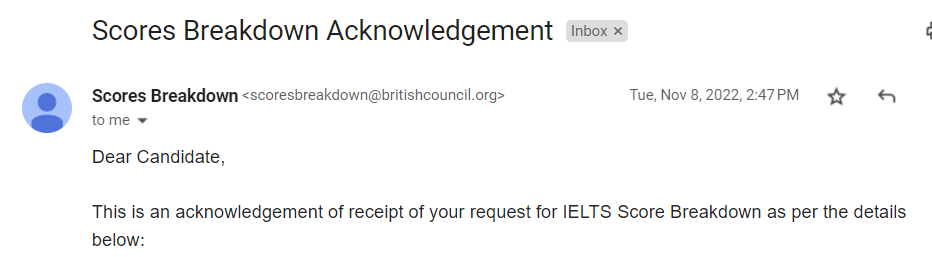 Scores Breakdown Acknowledgement Inbox ×
Scores Breakdown <scoresbreakdown@britishcouncil.org> Tue, Nov 8, 2022, 2:47 PM
to me
Dear Candidate,
This is an acknowledgement of receipt of your request for IELTS Score Breakdown as per the details
below: